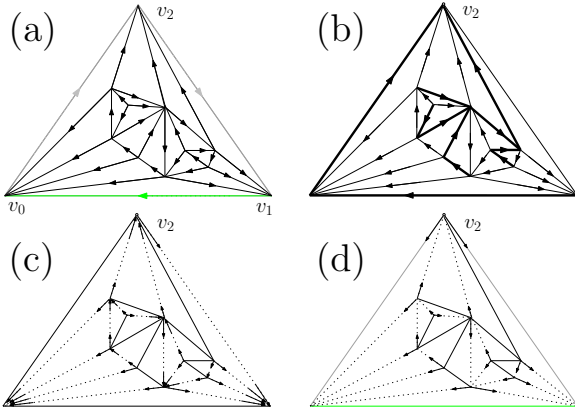 (a) v₂ (b) v₂
v₀ v₁
(c) v₂ (d) v₂